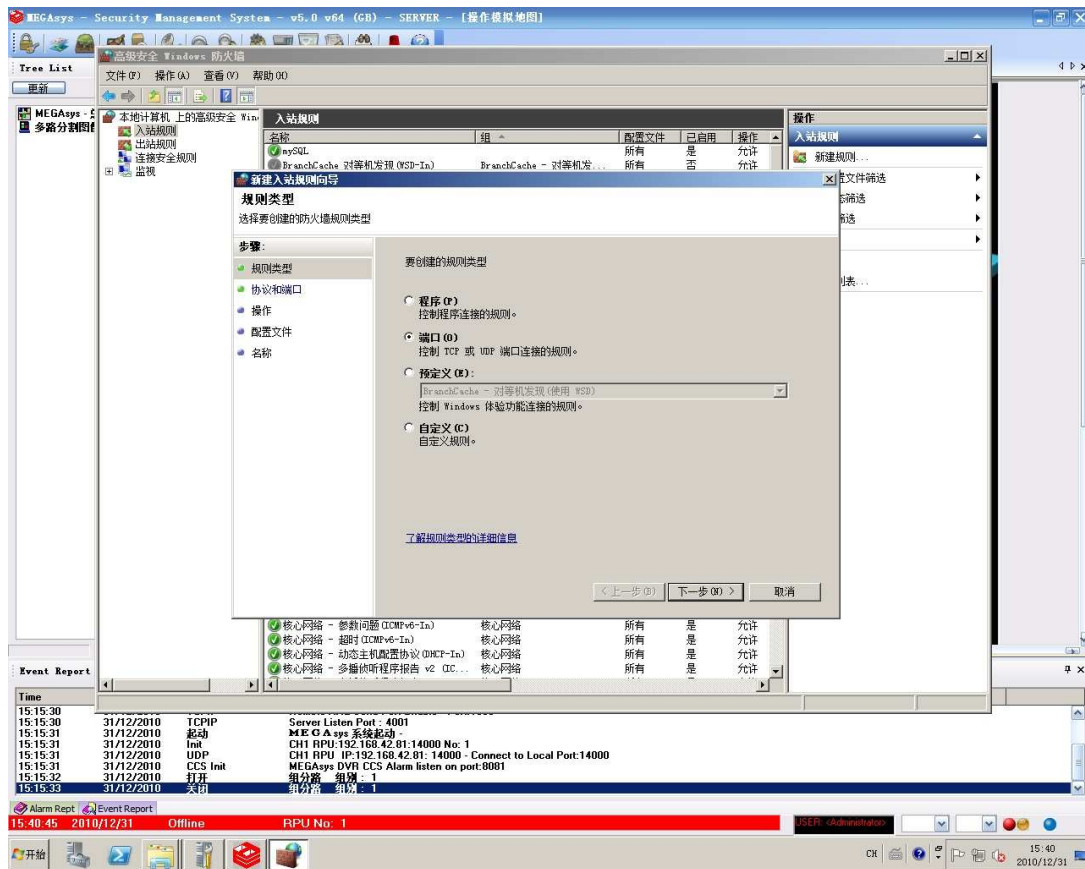 MEGAsys - Security Management System - v5.0 v64 (GB) - SERVER - [操作模拟地图]
高级安全 Windows 防火墙
Tree List
文件(F) 操作(A) 查看(V) 帮助(H)
更新
MEGAsys -
多路分割图
本地计算机 上的高级安全 Win
入站规则
出站规则
连接安全规则
监视
入站规则
名称 组 配置文件 已启用 操作
mySQL 所有 是 允许
BranchCache 对等机发现(WSD-In) BranchCache - 对等机发... 所有 否 允许
操作
入站规则
新建规则...
文件筛选
筛选
筛选
表...
新建入站规则向导
规则类型
选择要创建的防火墙规则类型
步骤:
规则类型
协议和端口
操作
配置文件
名称
要创建的规则类型
程序(P)
控制程序连接的规则。
端口(O)
控制 TCP 或 UDP 端口连接的规则。
预定义(E):
BranchCache - 对等机发现(使用 WSD)
控制 Windows 体验功能连接的规则。
自定义(C)
自定义规则。
了解规则类型的详细信息
< 上一步(B) 下一步(N) > 取消
核心网络 - 参数问题(ICMPv6-In) 核心网络 所有 是 允许
核心网络 - 超时(ICMPv6-In) 核心网络 所有 是 允许
核心网络 - 动态主机配置协议(DHCP-In) 核心网络 所有 是 允许
核心网络 - 多播侦听程序报告 v2 (IC... 核心网络 所有 是 允许
Event Report
Time
15:15:30
15:15:30 31/12/2010 TCPIP Server Listen Port : 4001
15:15:31 31/12/2010 起动 MEGAsys 系统起动 -
15:15:31 31/12/2010 Init CH1 RPU:192.168.42.81:14000 No: 1
15:15:31 31/12/2010 UDP CH1 RPU IP:192.168.42.81: 14000 - Connect to Local Port:14000
15:15:31 31/12/2010 CCS Init MEGAsys DVR CCS Alarm listen on port:8081
15:15:32 31/12/2010 打开 组分路 组别 : 1
15:15:33 31/12/2010 关闭 组分路 组别 : 1
Alarm Rept Event Report
15:40:45 2010/12/31 Offline RPU No: 1 USER: <Administrator>
开始 CH 15:40
2010/12/31